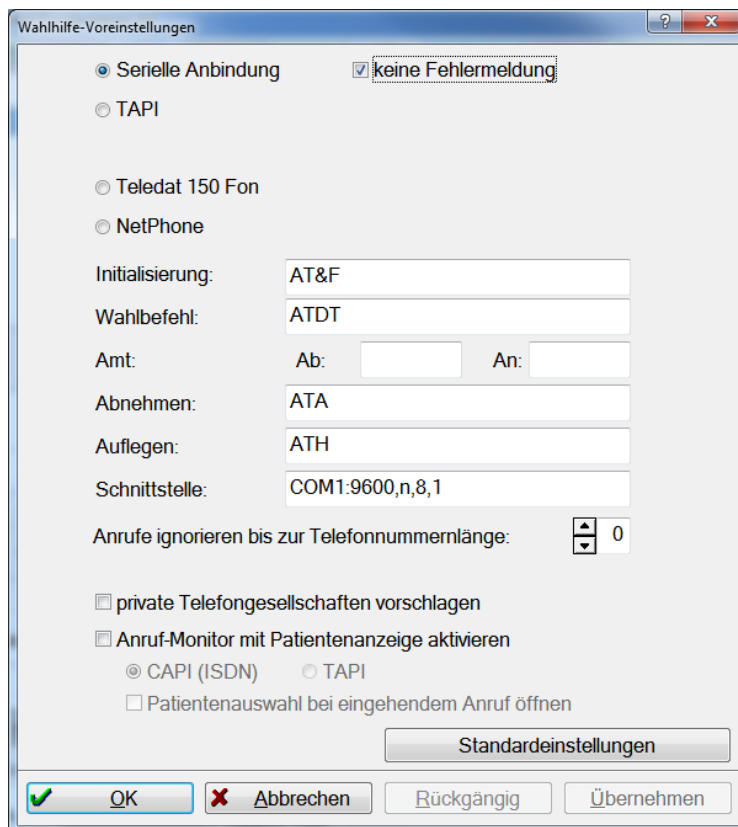 Wahlhilfe-Voreinstellungen
Serielle Anbindung keine Fehlermeldung
TAPI
Teledat 150 Fon
NetPhone
Initialisierung: AT&F
Wahlbefehl: ATDT
Amt: Ab: An:
Abnehmen: ATA
Auflegen: ATH
Schnittstelle: COM1:9600,n,8,1
Anrufe ignorieren bis zur Telefonnummernlänge: 0
private Telefongesellschaften vorschlagen
Anruf-Monitor mit Patientenanzeige aktivieren
CAPI (ISDN) TAPI
Patientenauswahl bei eingehendem Anruf öffnen
Standardeinstellungen
OK Abbrechen Rückgängig Übernehmen